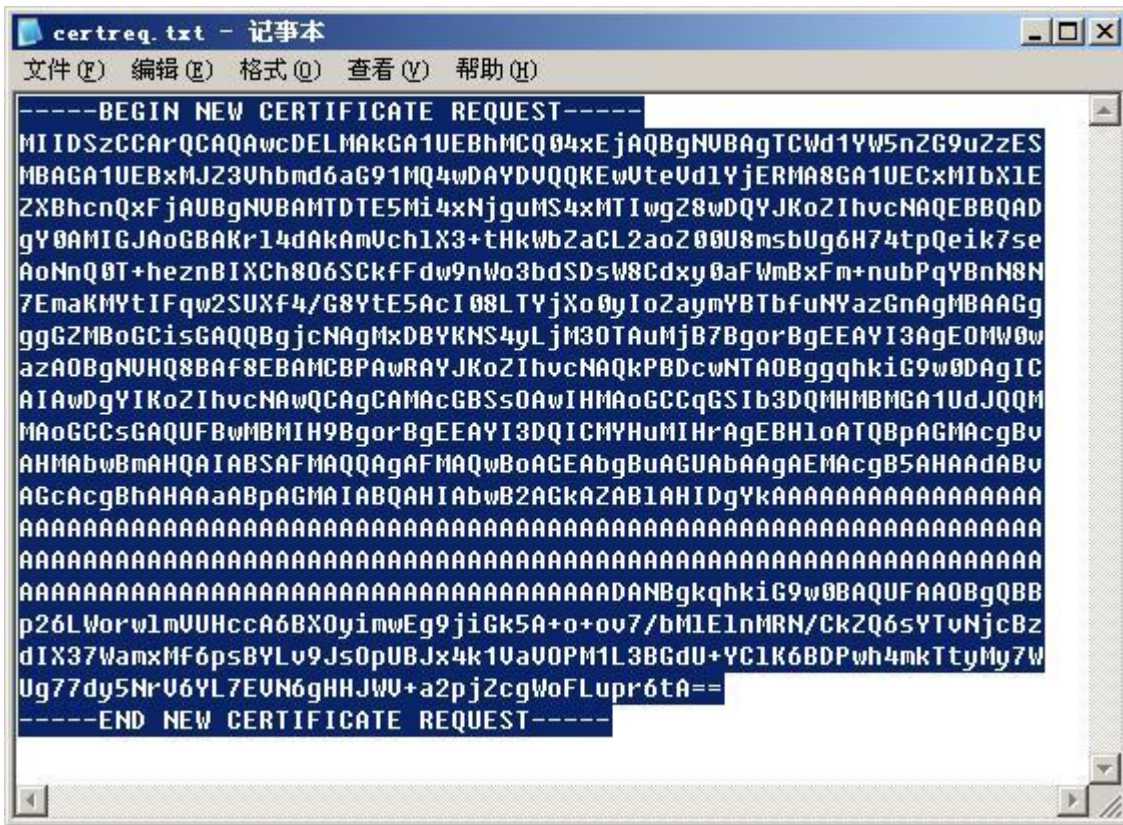 certreq.txt - 记事本
文件(F) 编辑(E) 格式(O) 查看(V) 帮助(H)
-----BEGIN NEW CERTIFICATE REQUEST-----
MIIDSzCCArQCAQAwcDELMAkGA1UEBhMCQ04xEjAQBgNVBAgTCWd1YW5nZG9uZzES
MBAGA1UEBxMJZ3Vhbmd6aG91MQ4wDAYDVQQKEwVteVdlYjERMA8GA1UECxMIbXlE
ZXBhcnQxFjAUBgNVBAMTDTE5Mi4xNjguMS4xMTIwgZ8wDQYJKoZIhvcNAQEBBQAD
gY0AMIGJAoGBAKrl4dAkAmVchlX3+tHkWbZaCL2aoZ00U8msbUg6H74tpQeik7se
AoNnQ0T+heznBIXCh8O6SCkfFdw9nWo3bdSDsW8Cdxy0aFWmBxFm+nubPqYBnN8N
7EmaKMYtIFqw2SUXf4/G8YtE5AcI08LTYjXo0yIoZaymYBTbfuNYazGnAgMBAAGg
ggGZMBoGCisGAQQBgjcNAgMxDBYKNS4yLjM3OTAuMjB7BgorBgEEAYI3AgEOMW0w
azAOBgNVHQ8BAf8EBAMCBPAwRAYJKoZIhvcNAQkPBDcwNTAOBggqhkiG9w0DAgIC
AIAwDgYIKoZIhvcNAwQCAgCAMAcGBSsOAwIHMAoGCCqGSIb3DQMHMBMGA1UdJQQM
MAoGCCsGAQUFBwMBMIH9BgorBgEEAYI3DQICMYHuMIHrAgEBHloATQBpAGMAcgBv
AHMAbwBmAHQAIABSAFMAQQAgAFMAQwBoAGEAbgBuAGUAbAAgAEMAcgB5AHAAdABv
AGcAcgBhAHAAaABpAGMAIABQAHIAbwB2AGkAZABlAHIDgYkAAAAAAAAAAAAAAAAA
AAAAAAAAAAAAAAAAAAAAAAAAAAAAAAAAAAAAAAAAAAAAAAAAAAAAAAAAAAAAAAAA
AAAAAAAAAAAAAAAAAAAAAAAAAAAAAAAAAAAAAAAAAAAAAAAAAAAAAAAAAAAAAAAA
AAAAAAAAAAAAAAAAAAAAAAAAAAAAAAAAAAAAADANBgkqhkiG9w0BAQUFAAOBgQBB
p26LWorwlmVUHccA6BXOyimwEg9jiGk5A+o+ov7/bMlElnMRN/CkZQ6sYTvNjcBz
dIX37WamxMf6psBYLv9JsOpUBJx4k1VaVOPM1L3BGdU+YClK6BDPwh4mkTtyMy7W
Ug77dy5NrV6YL7EVN6gHHJWV+a2pjZcgWoFLupr6tA==
-----END NEW CERTIFICATE REQUEST-----